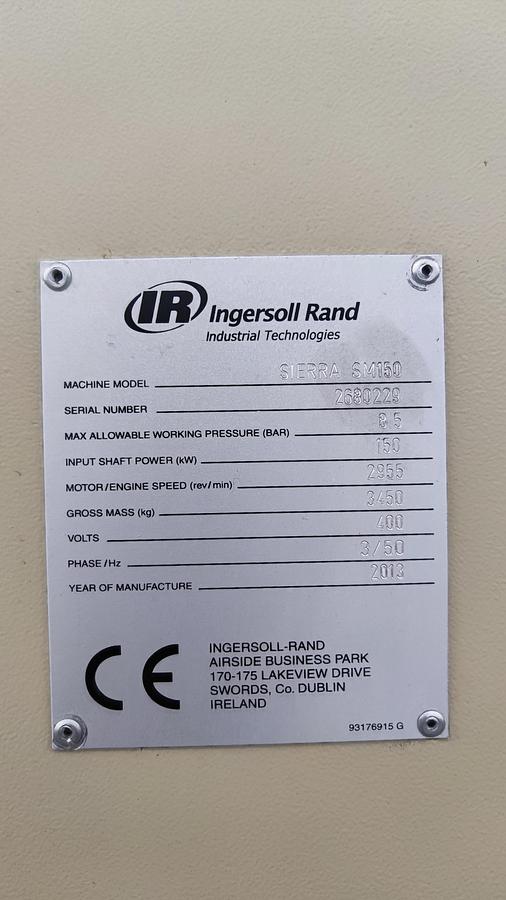 IR Ingersoll Rand
Industrial Technologies
MACHINE MODEL SIERRA SM150
SERIAL NUMBER 2680229
MAX ALLOWABLE WORKING PRESSURE (BAR) 8 5
INPUT SHAFT POWER (kW) 150
MOTOR/ENGINE SPEED (rev/min) 2955
GROSS MASS (kg) 3450
VOLTS 400
PHASE/Hz 3/50
YEAR OF MANUFACTURE 2013
CE
INGERSOLL-RAND
AIRSIDE BUSINESS PARK
170-175 LAKEVIEW DRIVE
SWORDS, Co. DUBLIN
IRELAND
93176915 G